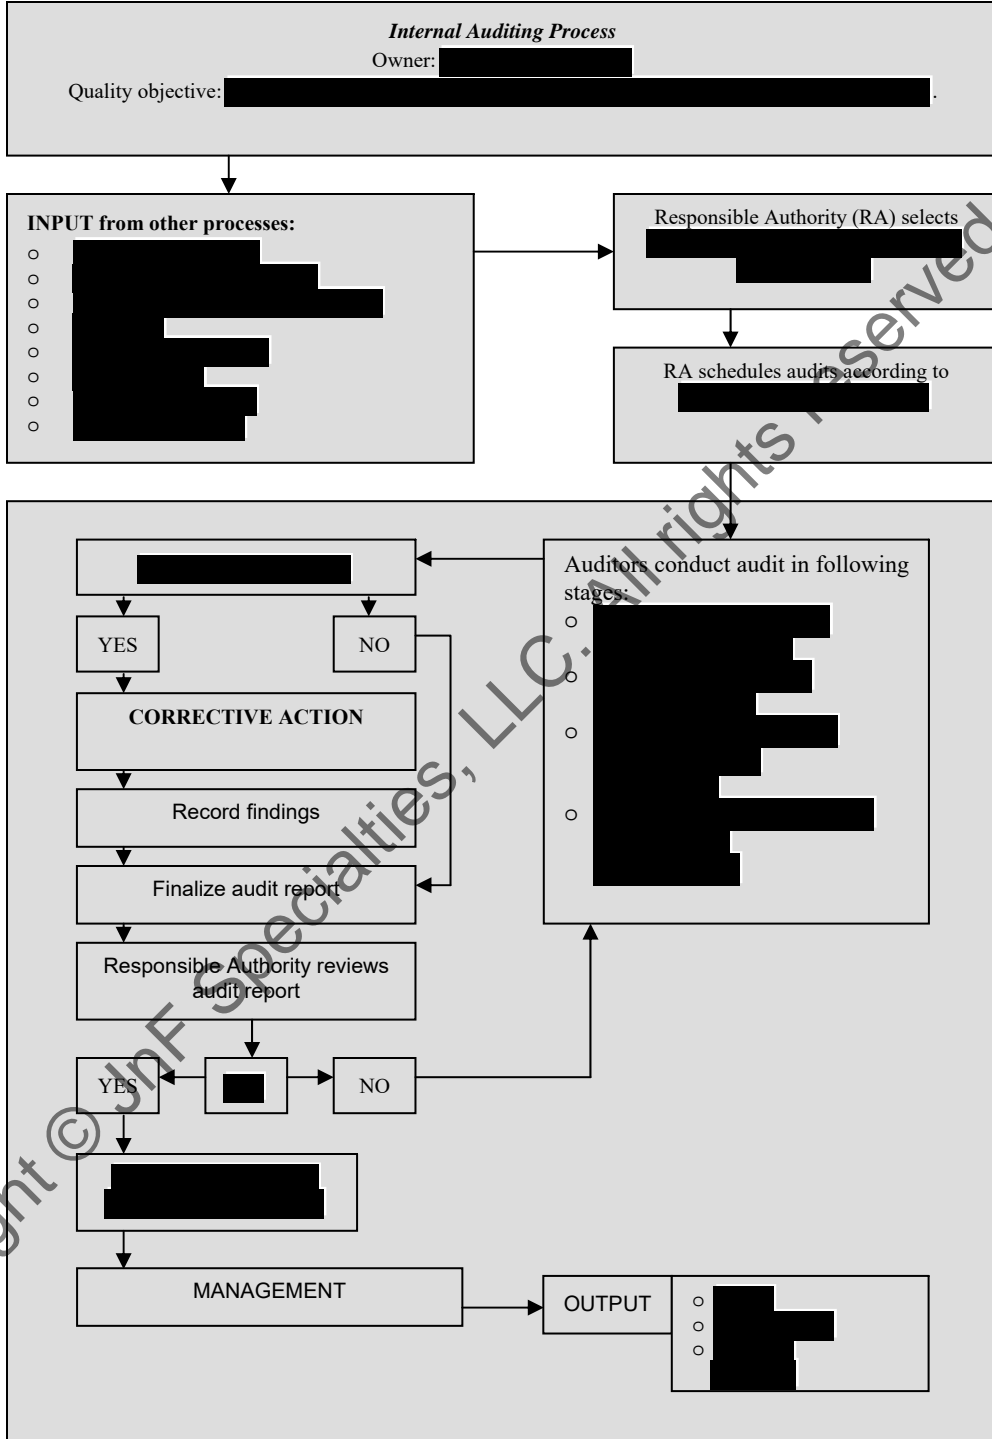 Internal Auditing Process
Owner:
Quality objective: .
INPUT from other processes:
Responsible Authority (RA) selects
RA schedules audits according to
Auditors conduct audit in following
stages:
YES
NO
CORRECTIVE ACTION
Record findings
Finalize audit report
Responsible Authority reviews
audit report
YES
NO
MANAGEMENT
OUTPUT
ght © JnF Specialties, LLC. All rights reserved